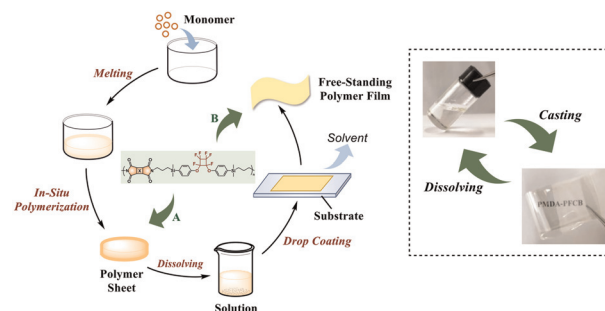 Monomer
Melting
In-Situ
Polymerization
Polymer
Sheet
Dissolving
Solution
Drop Coating
Substrate
Solvent
Free-Standing
Polymer Film
A
B
Casting
Dissolving
PMDA-PFCB